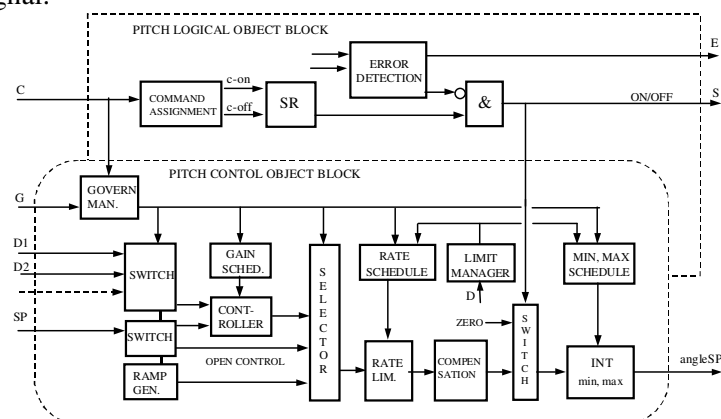 gnal.
PITCH LOGICAL OBJECT BLOCK
E
ERROR
DETECTION
C
COMMAND
ASSIGNMENT
c-on
c-off
SR
&
ON/OFF
S
PITCH CONTOL OBJECT BLOCK
G
GOVERN
MAN.
D1
D2
SWITCH
GAIN
SCHED.
SELECTOR
RATE
SCHEDULE
LIMIT
MANAGER
MIN, MAX
SCHEDULE
D
CONT-
ROLLER
ZERO
SWITCH
SP
SWITCH
OPEN CONTROL
RAMP
GEN.
RATE
LIM.
COMPEN
SATION
INT
min, max
angleSP